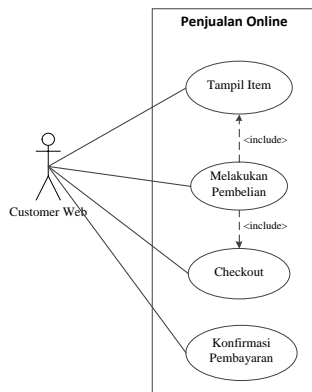 Penjualan Online
Tampil Item
<include>
Melakukan
Pembelian
Customer Web
<include>
Checkout
Konfirmasi
Pembayaran